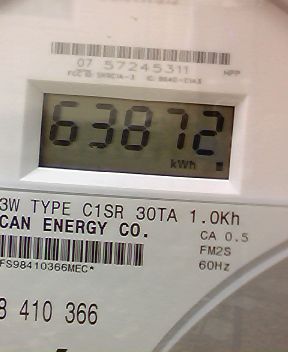 07 57245311
63872
kWh
3W TYPE C1SR 30TA 1.0Kh
CAN ENERGY CO.
CA 0.5
FM2S
60Hz
FS98410366MEC*
8 410 366